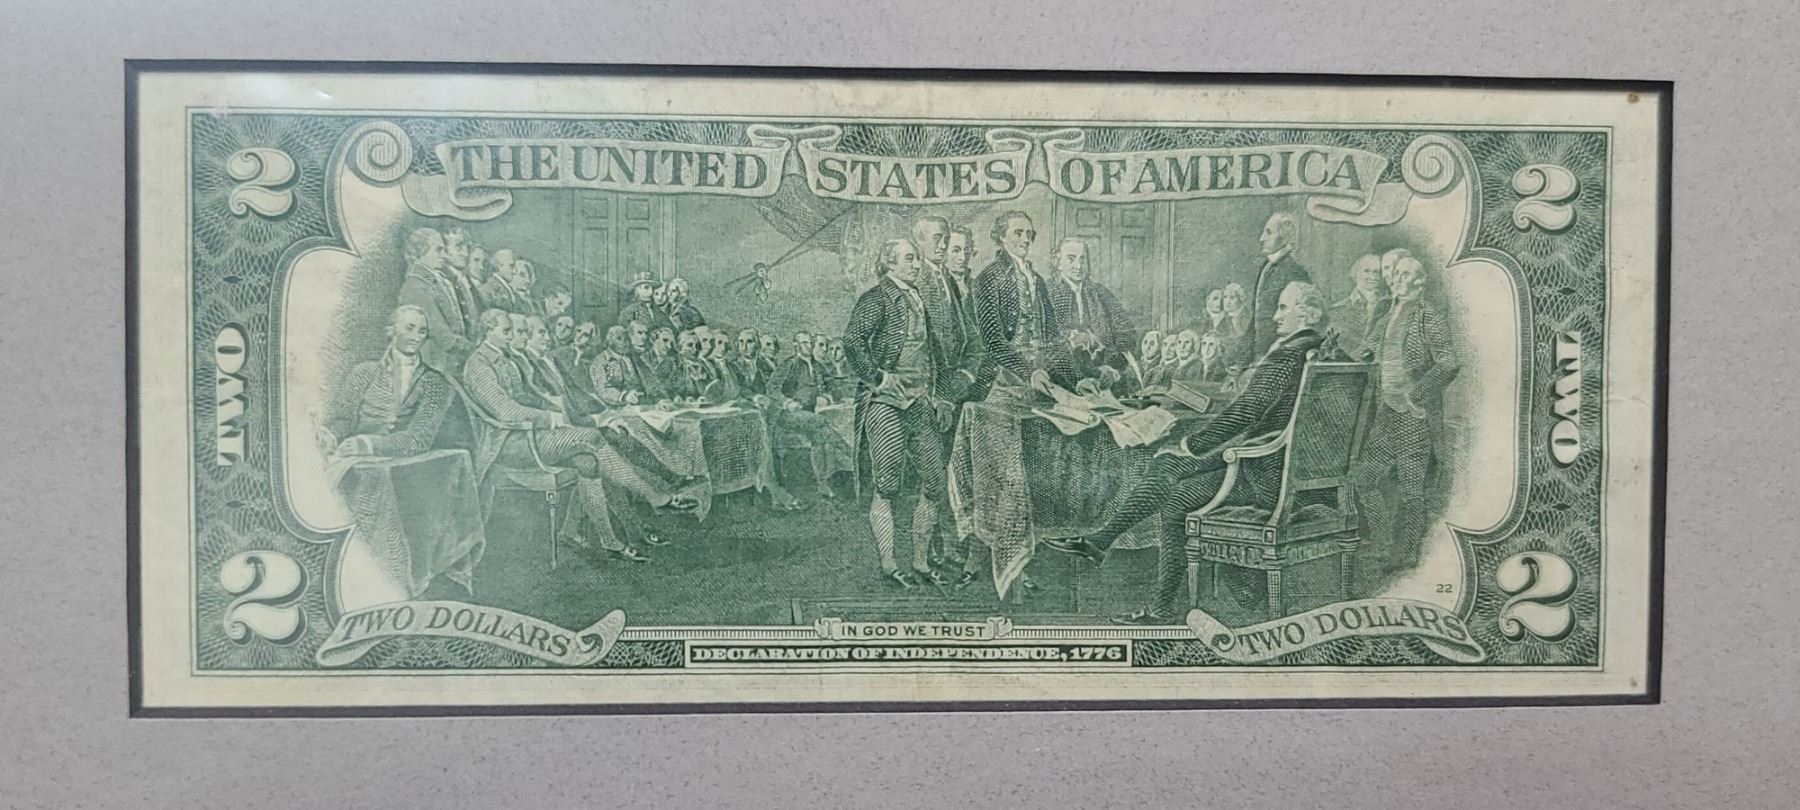 THE UNITED STATES OF AMERICA
2
2
TWO
TWO
2
2
22
TWO DOLLARS
IN GOD WE TRUST
TWO DOLLARS
DECLARATION OF INDEPENDENCE, 1776